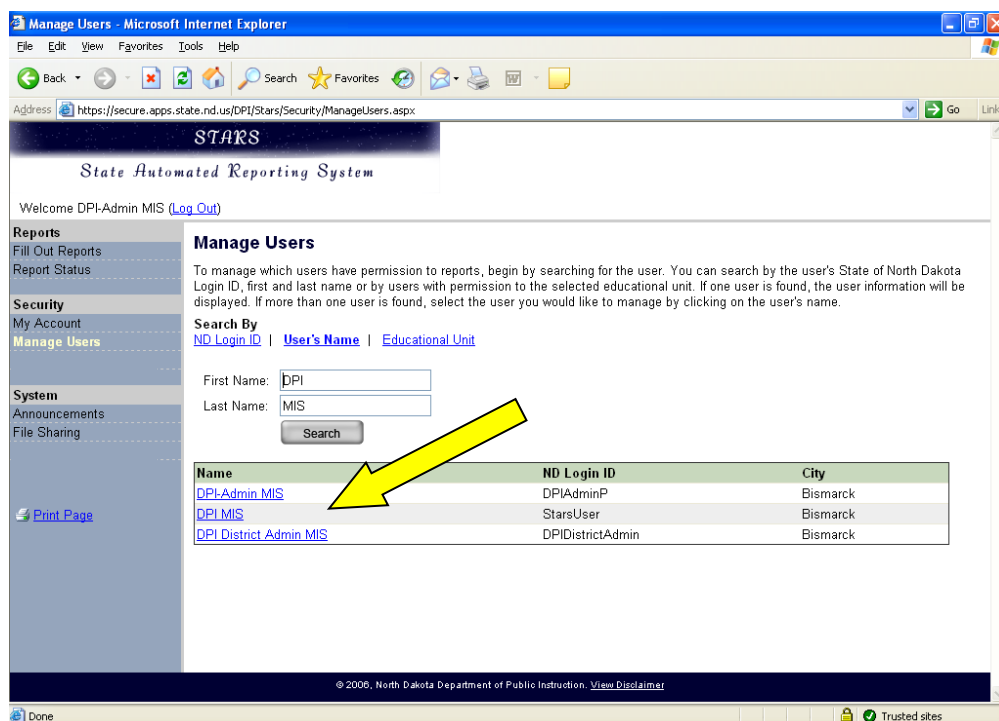 Manage Users - Microsoft Internet Explorer
File Edit View Favorites Tools Help
Back Search Favorites
Address https://secure.apps.state.nd.us/DPI/Stars/Security/ManageUsers.aspx Go Link
STARS
State Automated Reporting System
Welcome DPI-Admin MIS (Log Out)
Reports
Fill Out Reports
Report Status
Security
My Account
Manage Users
System
Announcements
File Sharing
Print Page
Manage Users
To manage which users have permission to reports, begin by searching for the user. You can search by the user's State of North Dakota
Login ID, first and last name or by users with permission to the selected educational unit. If one user is found, the user information will be
displayed. If more than one user is found, select the user you would like to manage by clicking on the user's name.
Search By
ND Login ID | User's Name | Educational Unit
First Name: DPI
Last Name: MIS
Search
Name ND Login ID City
DPI-Admin MIS DPIAdminP Bismarck
DPI MIS StarsUser Bismarck
DPI District Admin MIS DPIDistrictAdmin Bismarck
© 2006, North Dakota Department of Public Instruction. View Disclaimer
Done Trusted sites